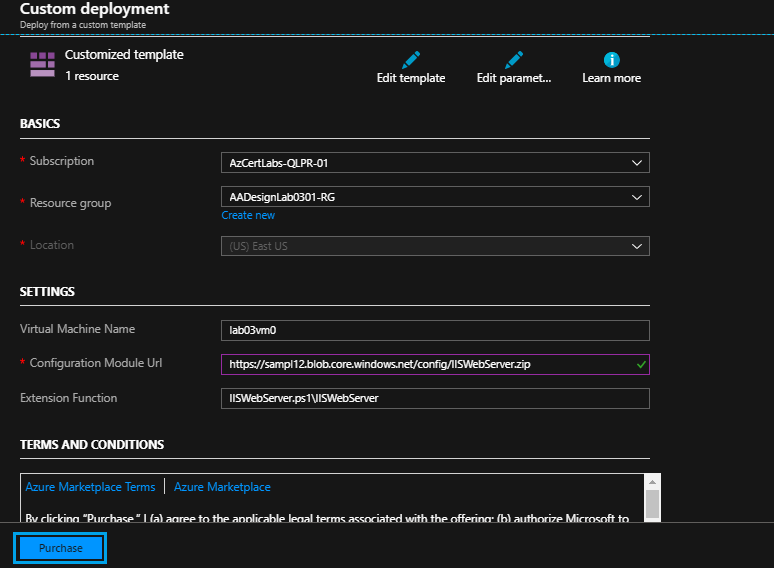 Custom deployment
Deploy from a custom template
Customized template
1 resource
Edit template
Edit paramet...
Learn more
BASICS
* Subscription
AzCertLabs-QLPR-01
* Resource group
AADesignLab0301-RG
Create new
* Location
(US) East US
SETTINGS
Virtual Machine Name
lab03vm0
* Configuration Module Url
https://sampl12.blob.core.windows.net/config/IISWebServer.zip
Extension Function
IISWebServer.ps1\IISWebServer
TERMS AND CONDITIONS
Azure Marketplace Terms | Azure Marketplace
By clicking "Purchase," I (a) agree to the applicable legal terms associated with the offering; (b) authorize Microsoft to
Purchase